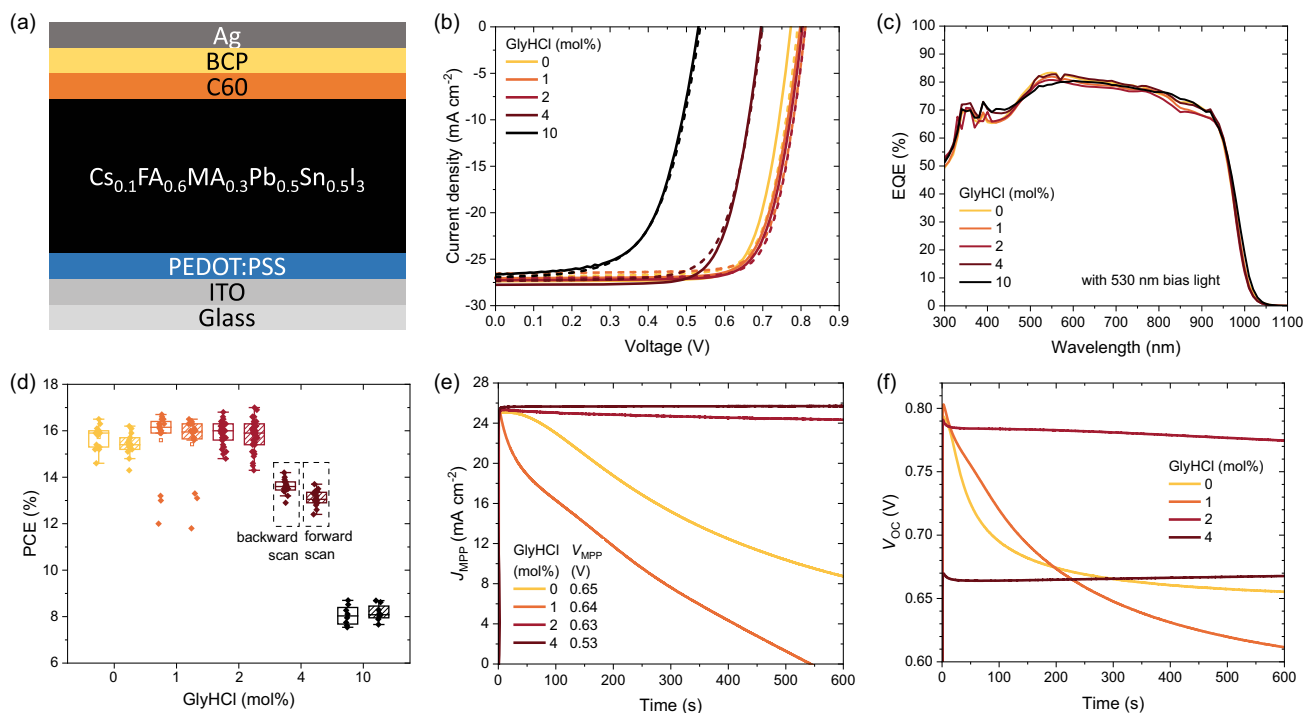 (a)
Ag
BCP
C60
Cs0.1FA0.6MA0.3Pb0.5Sn0.5I3
PEDOT:PSS
ITO
Glass
(b)
GlyHCl (mol%)
0
1
2
4
10
0
-5
-10
-15
-20
-25
-30
Current density (mA cm-2)
0.0 0.1 0.2 0.3 0.4 0.5 0.6 0.7 0.8 0.9
Voltage (V)
(c)
100
90
80
70
60
50
40
30
20
10
0
EQE (%)
GlyHCl (mol%)
0
1
2
4
10
with 530 nm bias light
300 400 500 600 700 800 900 1000 1100
Wavelength (nm)
(d)
18
16
14
12
10
8
6
PCE (%)
backward scan
forward scan
0 1 2 4 10
GlyHCl (mol%)
(e)
28
24
20
16
12
8
4
0
JMPP (mA cm-2)
GlyHCl VMPP
(mol%) (V)
0 0.65
1 0.64
2 0.63
4 0.53
0 100 200 300 400 500 600
Time (s)
(f)
0.80
0.75
0.70
0.65
0.60
VOC (V)
GlyHCl (mol%)
0
1
2
4
0 100 200 300 400 500 600
Time (s)